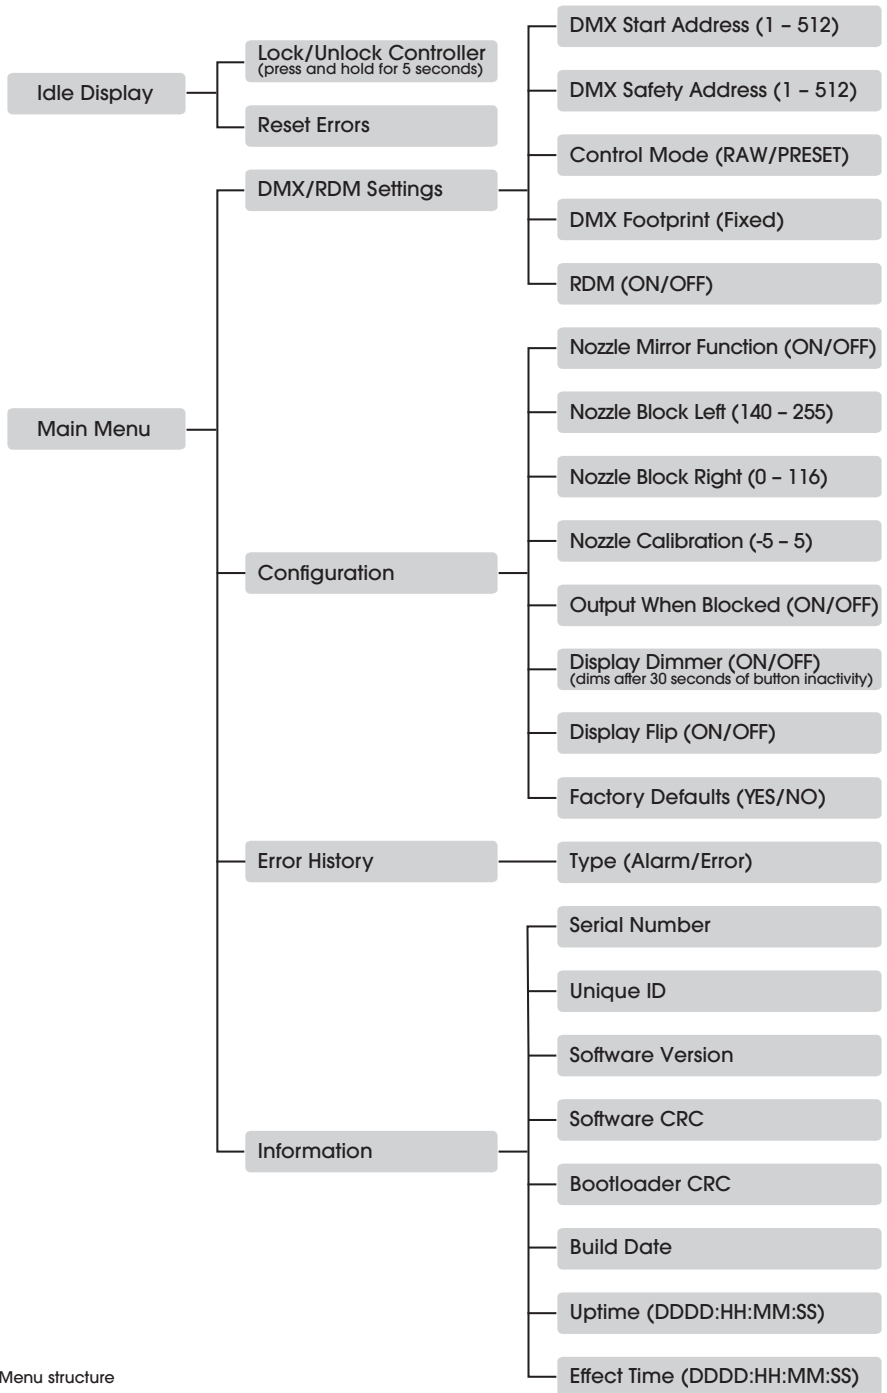 Idle Display
Lock/Unlock Controller
(press and hold for 5 seconds)
Reset Errors
Main Menu
DMX/RDM Settings
DMX Start Address (1 – 512)
DMX Safety Address (1 – 512)
Control Mode (RAW/PRESET)
DMX Footprint (Fixed)
RDM (ON/OFF)
Configuration
Nozzle Mirror Function (ON/OFF)
Nozzle Block Left (140 – 255)
Nozzle Block Right (0 – 116)
Nozzle Calibration (-5 – 5)
Output When Blocked (ON/OFF)
Display Dimmer (ON/OFF)
(dims after 30 seconds of button inactivity)
Display Flip (ON/OFF)
Factory Defaults (YES/NO)
Error History
Type (Alarm/Error)
Information
Serial Number
Unique ID
Software Version
Software CRC
Bootloader CRC
Build Date
Uptime (DDDD:HH:MM:SS)
Effect Time (DDDD:HH:MM:SS)
Menu structure